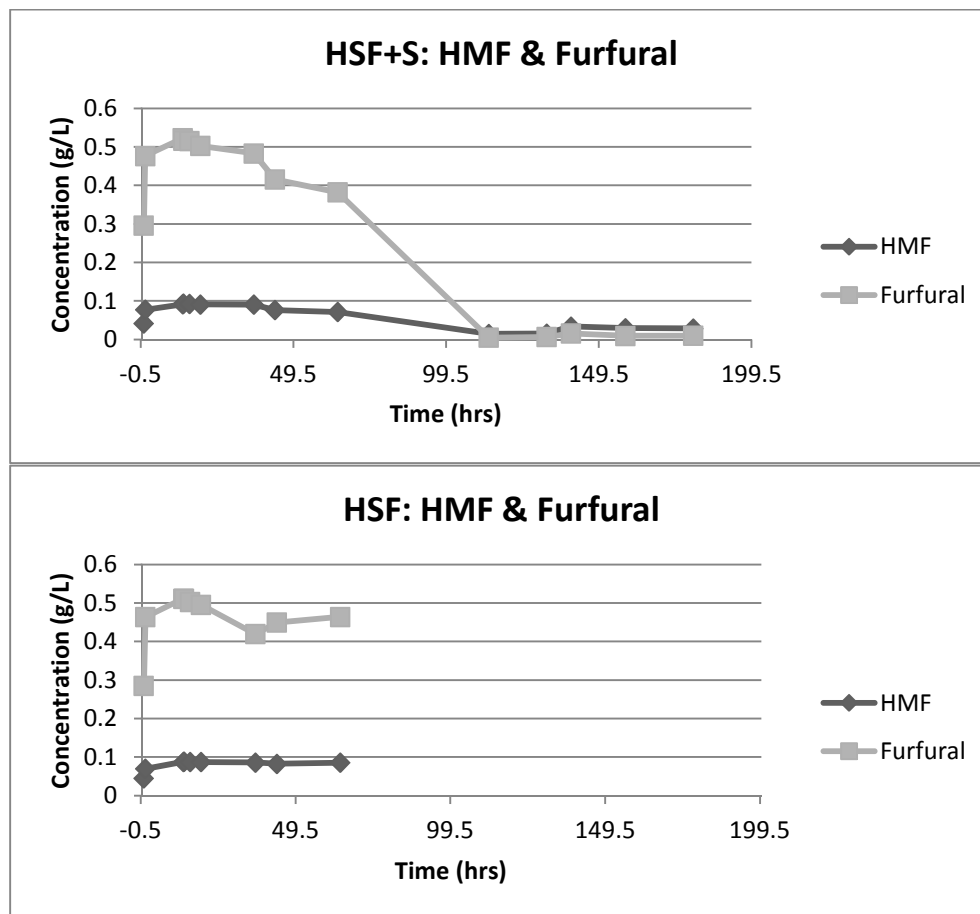 HSF+S: HMF & Furfural
Concentration (g/L)
0.6
0.5
0.4
0.3
0.2
0.1
0
-0.5 49.5 99.5 149.5 199.5
Time (hrs)
HMF
Furfural
HSF: HMF & Furfural
Concentration (g/L)
0.6
0.5
0.4
0.3
0.2
0.1
0
-0.5 49.5 99.5 149.5 199.5
Time (hrs)
HMF
Furfural